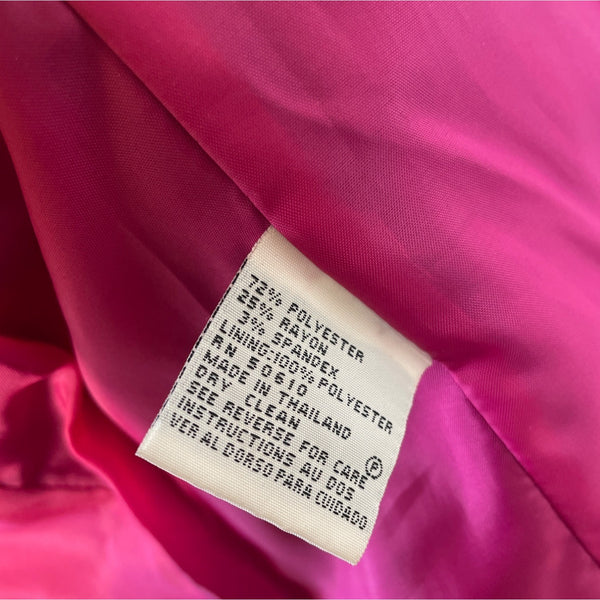 72% POLYESTER
25% RAYON
3% SPANDEX
LINING:100% POLYESTER
RN 50610
MADE IN THAILAND
DRY CLEAN Ⓟ
SEE REVERSE FOR CARE
INSTRUCTIONS AU DOS
VER AL DORSO PARA CUIDADO